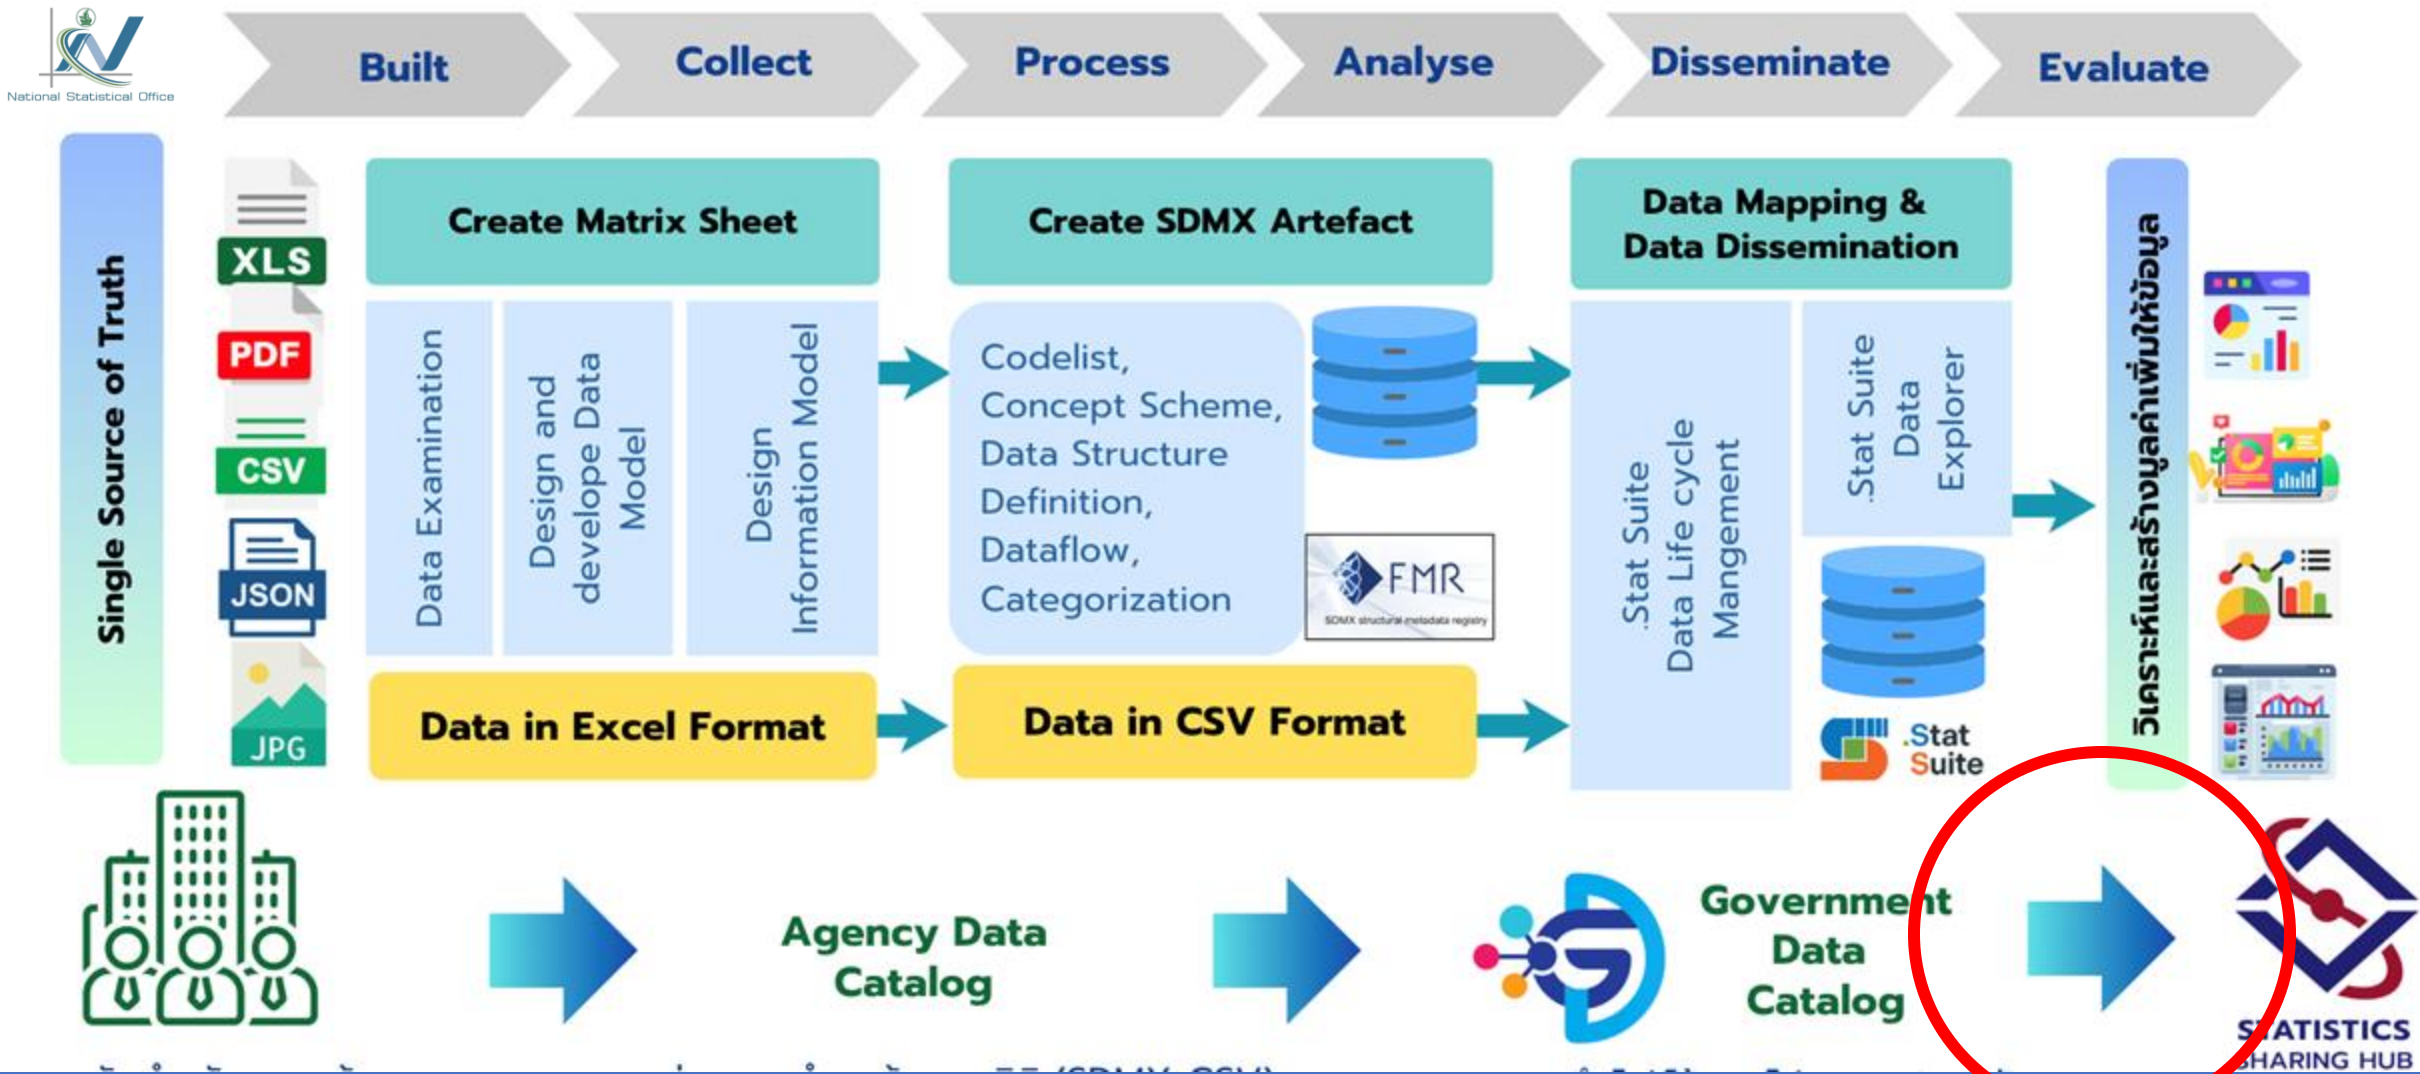 National Statistical Office
Built
Collect
Process
Analyse
Disseminate
Evaluate
Single Source of Truth
XLS
PDF
CSV
JSON
JPG
Create Matrix Sheet
Data Examination
Design and
develope Data
Model
Design
Information Model
Data in Excel Format
Create SDMX Artefact
Codelist,
Concept Scheme,
Data Structure
Definition,
Dataflow,
Categorization
FMR
SDMX structural metadata registry
Data in CSV Format
Data Mapping &
Data Dissemination
.Stat Suite
Data Life cycle
Mangement
.Stat Suite
Data
Explorer
.Stat
Suite
วิเคราะห์และสร้างมูลค่าเพิ่มให้ข้อมูล
Agency Data
Catalog
Government
Data
Catalog
STATISTICS
SHARING HUB